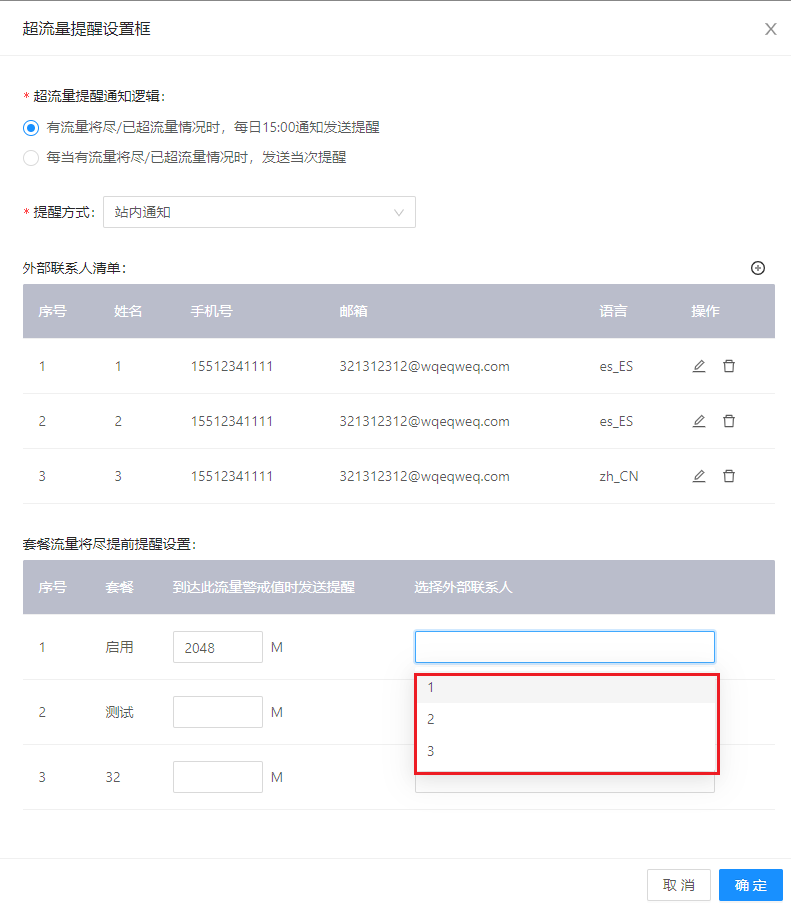 超流量提醒设置框
* 超流量提醒通知逻辑:
有流量将尽/已超流量情况时，每日15:00通知发送提醒
每当有流量将尽/已超流量情况时，发送当次提醒
* 提醒方式: 站内通知
外部联系人清单:
序号 姓名 手机号 邮箱 语言 操作
1 1 15512341111 321312312@wqeqweq.com es_ES
2 2 15512341111 321312312@wqeqweq.com es_ES
3 3 15512341111 321312312@wqeqweq.com zh_CN
套餐流量将尽提前提醒设置:
序号 套餐 到达此流量警戒值时发送提醒 选择外部联系人
1 启用 2048 M
1
2 测试 M
2
3
3 32 M
取 消 确 定